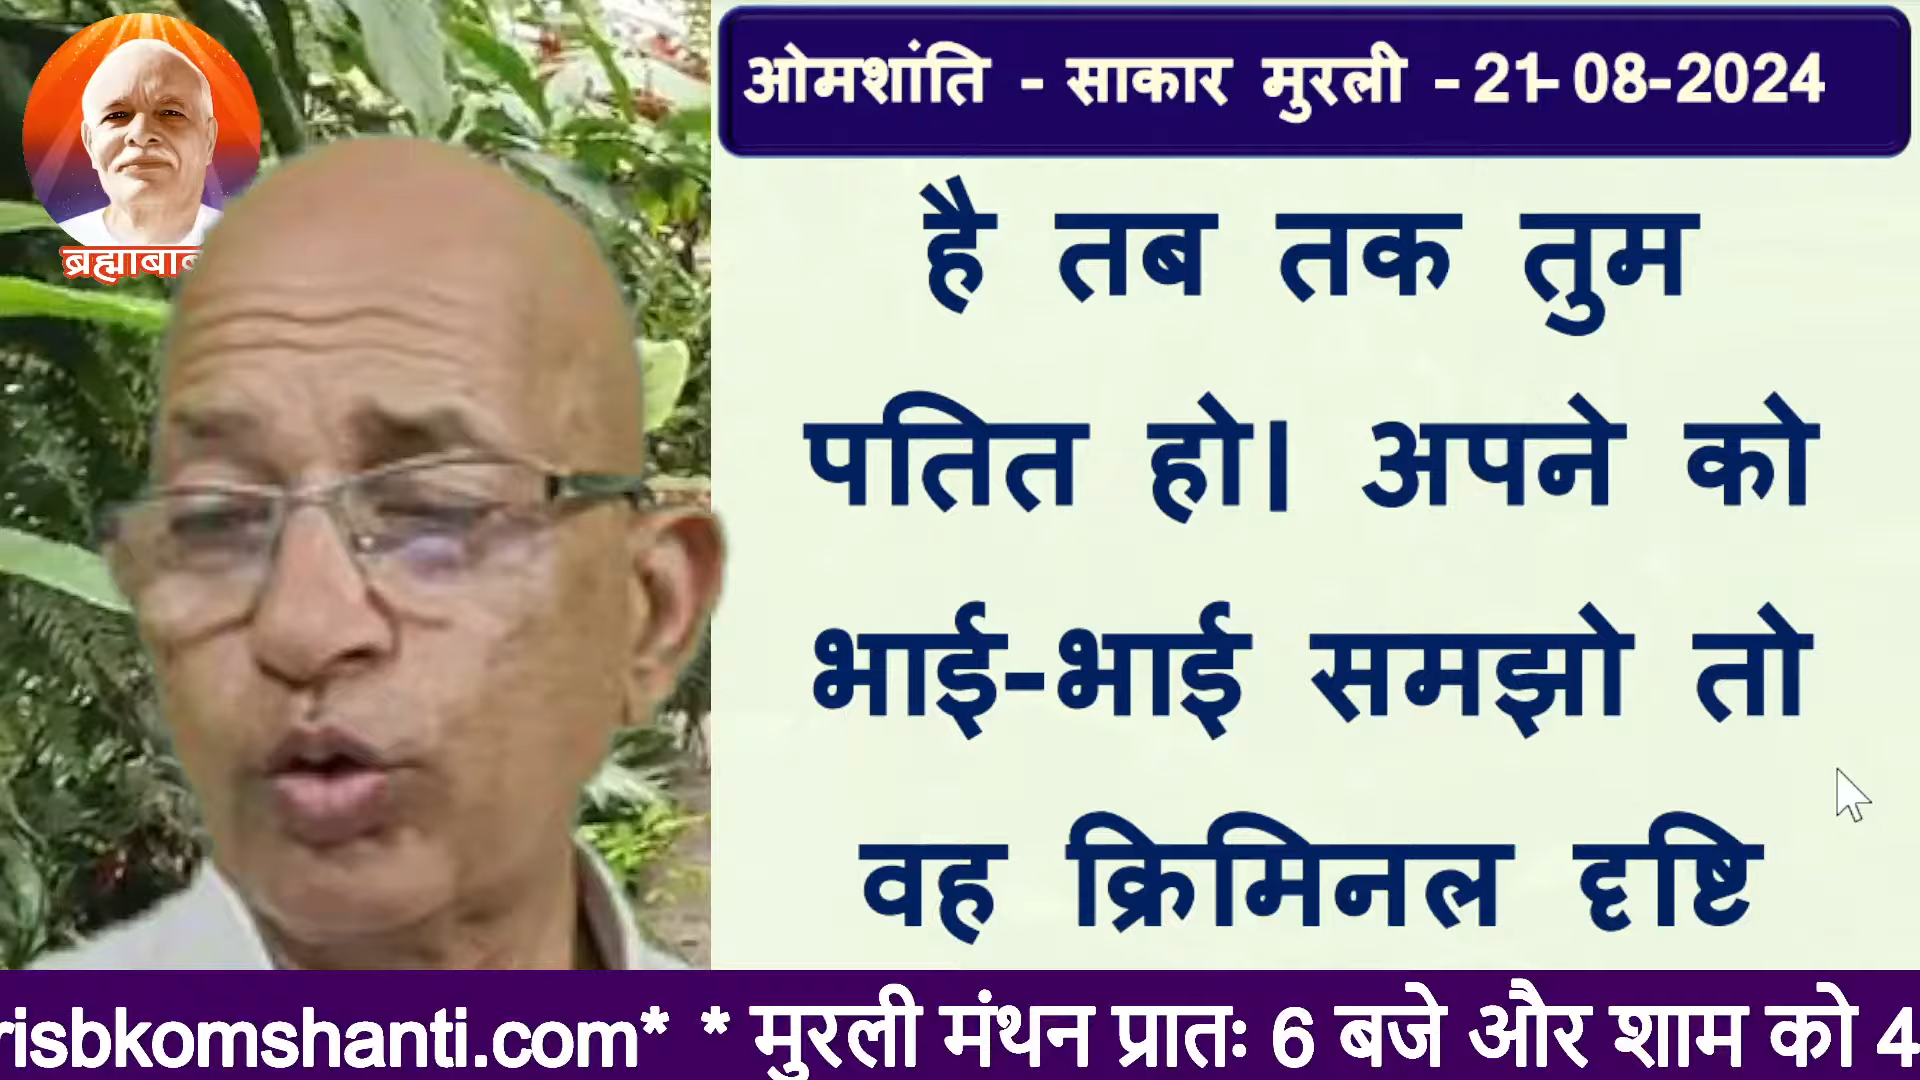 ओमशांति - साकार मुरली - 21-08-2024
ब्रह्माबाबा
है तब तक तुम
पतित हो। अपने को
भाई-भाई समझो तो
वह क्रिमिनल दृष्टि
risbkomshanti.com* * मुरली मंथन प्रातः 6 बजे और शाम को 4